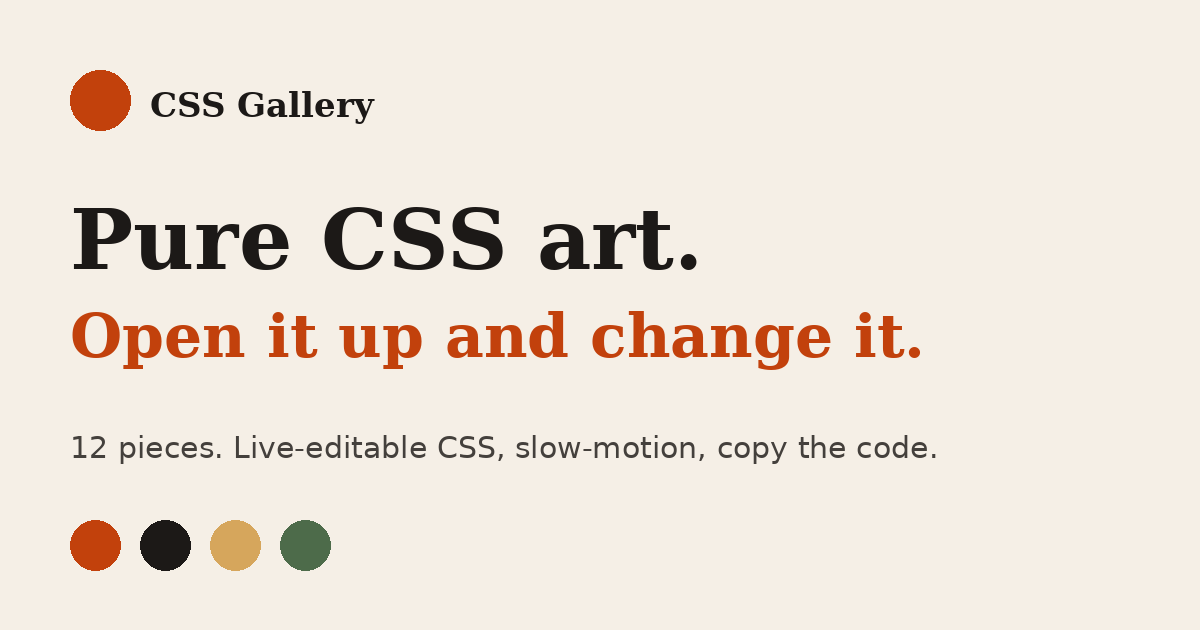 CSS Gallery
Pure CSS art.
Open it up and change it.
12 pieces. Live-editable CSS, slow-motion, copy the code.